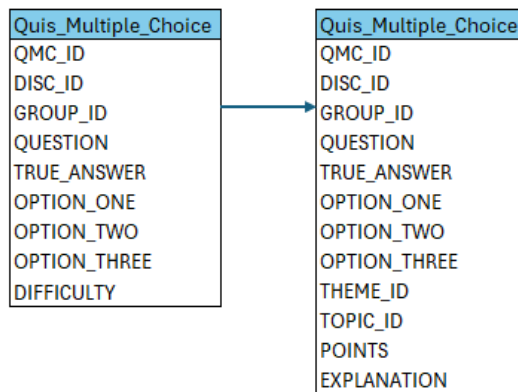 Quis_Multiple_Choice
QMC_ID
DISC_ID
GROUP_ID
QUESTION
TRUE_ANSWER
OPTION_ONE
OPTION_TWO
OPTION_THREE
DIFFICULTY
Quis_Multiple_Choice
QMC_ID
DISC_ID
GROUP_ID
QUESTION
TRUE_ANSWER
OPTION_ONE
OPTION_TWO
OPTION_THREE
THEME_ID
TOPIC_ID
POINTS
EXPLANATION